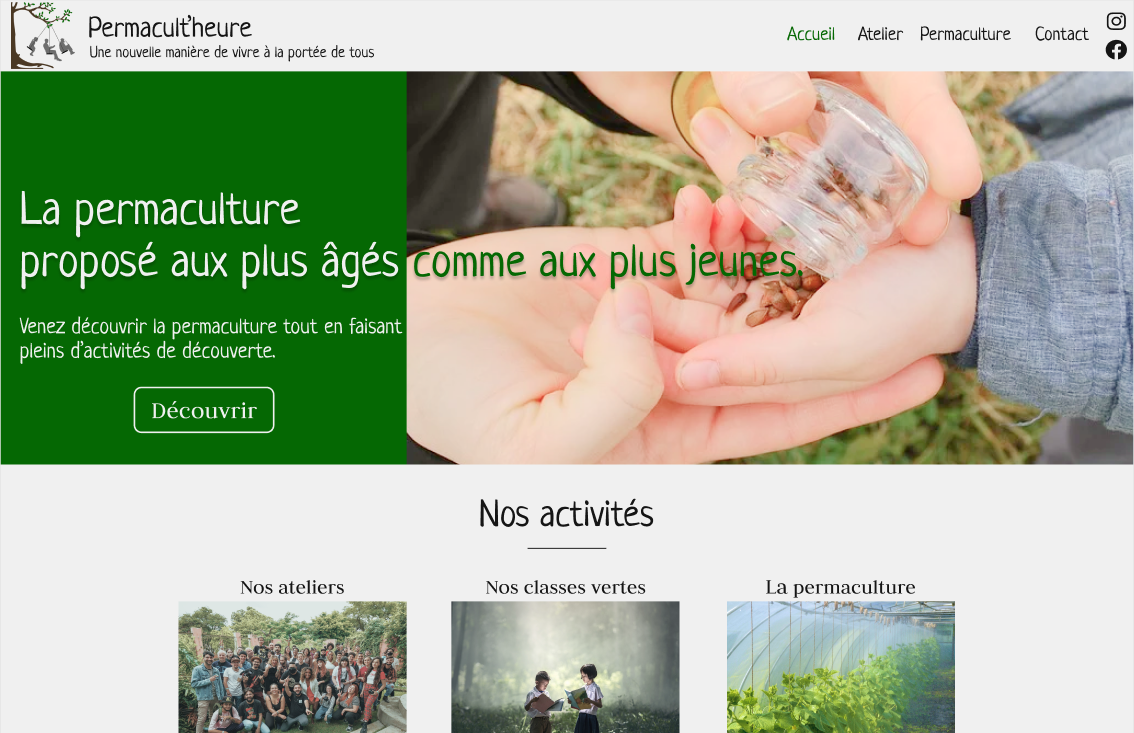 Permacult'heure
Une nouvelle manière de vivre à la portée de tous
Accueil
Atelier
Permaculture
Contact
La permaculture
proposé aux plus âgés comme aux plus jeunes.
Venez découvrir la permaculture tout en faisant
pleins d'activités de découverte.
Découvrir
Nos activités
Nos ateliers
Nos classes vertes
La permaculture